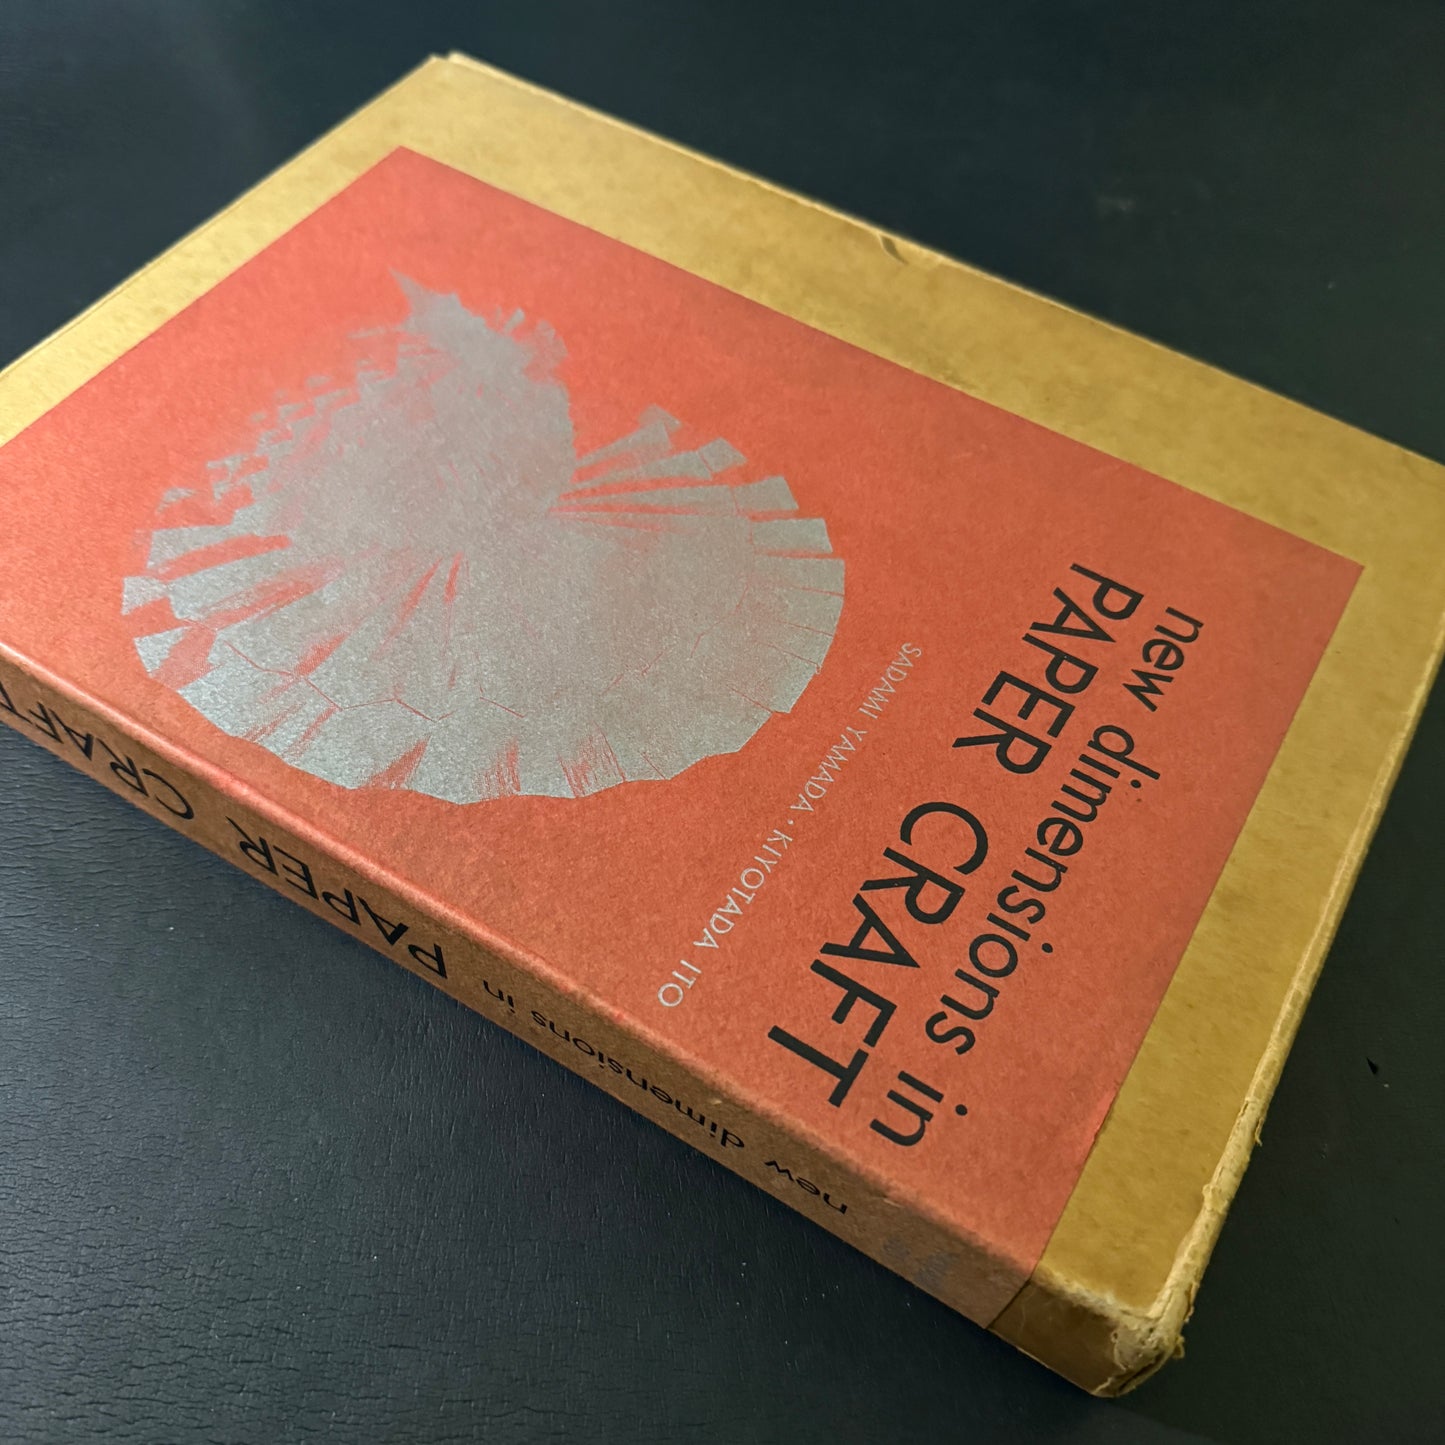 new dimensions in
PAPER CRAFT
SADAMI YAMADA · KIYOTADA ITO
new dimensions in PAPER CRAFT